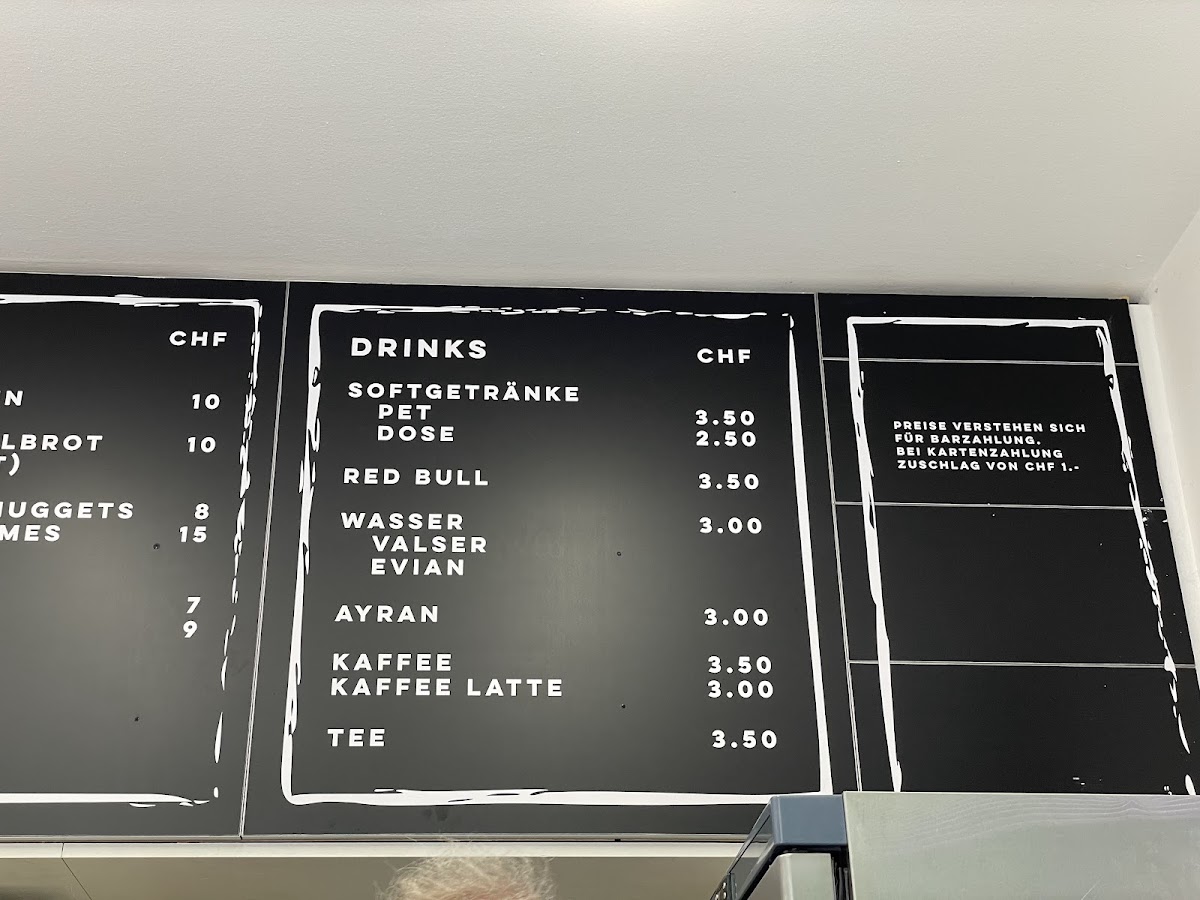 CHF
10
LBROT 10
NUGGETS 8
15
7
9
DRINKS CHF
SOFTGETRÄNKE
PET 3.50
DOSE 2.50
RED BULL 3.50
WASSER 3.00
VALSER
EVIAN
AYRAN 3.00
KAFFEE 3.50
KAFFEE LATTE 3.00
TEE 3.50
PREISE VERSTEHEN SICH
FÜR BARZAHLUNG.
BEI KARTENZAHLUNG
ZUSCHLAG VON CHF 1.-